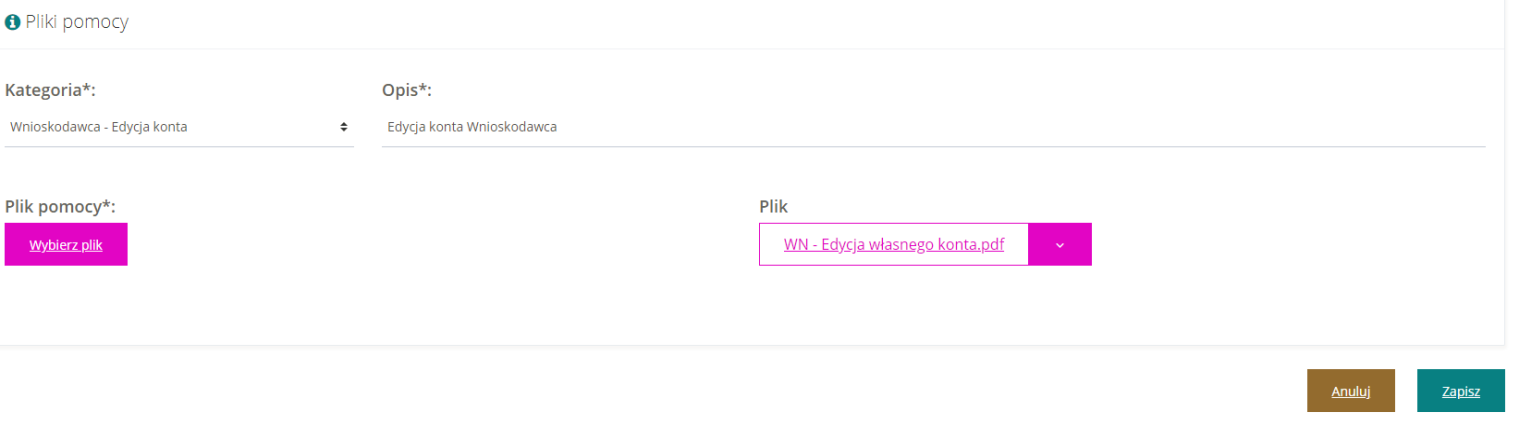 Pliki pomocy
Kategoria*: Opis*:
Wnioskodawca - Edycja konta Edycja konta Wnioskodawca
Plik pomocy*: Plik
Wybierz plik WN - Edycja własnego konta.pdf
Anuluj Zapisz